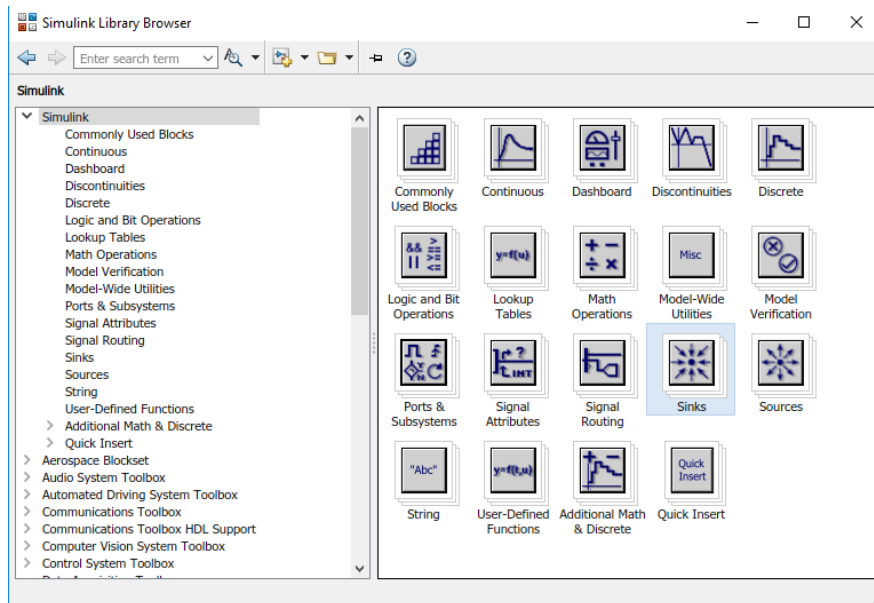 Simulink Library Browser
Enter search term
Simulink
Simulink
Commonly Used Blocks
Continuous
Dashboard
Discontinuities
Discrete
Logic and Bit Operations
Lookup Tables
Math Operations
Model Verification
Model-Wide Utilities
Ports & Subsystems
Signal Attributes
Signal Routing
Sinks
Sources
String
User-Defined Functions
Additional Math & Discrete
Quick Insert
Aerospace Blockset
Audio System Toolbox
Automated Driving System Toolbox
Communications Toolbox
Communications Toolbox HDL Support
Computer Vision System Toolbox
Control System Toolbox
Commonly
Used Blocks
Continuous
Dashboard
Discontinuities
Discrete
&& >
|| >=
<=
Logic and Bit
Operations
y=f(u)
Lookup
Tables
+ −
÷ ×
Math
Operations
Misc
Model-Wide
Utilities
Model
Verification
Y
N
Ports &
Subsystems
?
INT
Signal
Attributes
Signal
Routing
Sinks
Sources
"Abc"
String
y=f(t,u)
User-Defined
Functions
+ −
Additional Math
& Discrete
Quick
Insert
Quick Insert